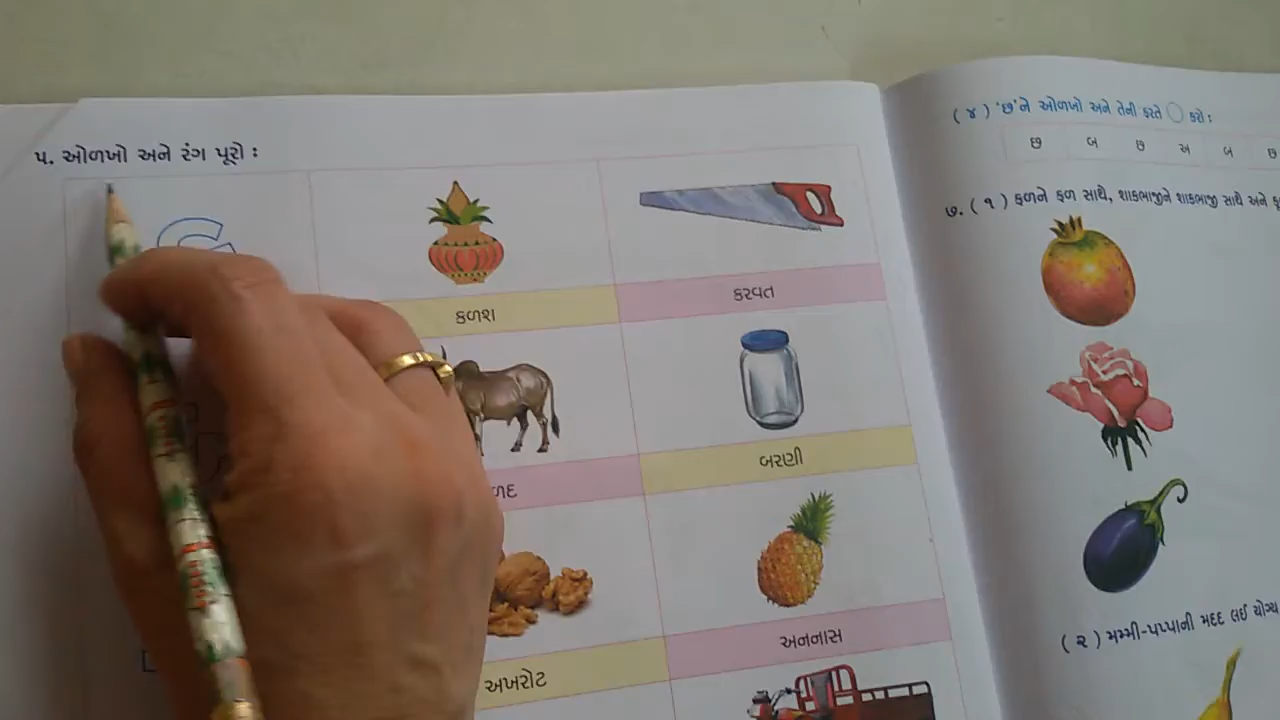 ૫. ઓળખો અને રંગ પૂરો :
કળશ
કરવત
ળદ
બરણી
અખરોટ
અનનાસ
(૪) 'છ'ને ઓળખો અને તેની ફરતે ○ કરો :
છ બ છ અ બ છ
૭. (૧) ફળને ફળ સાથે, શાકભાજીને શાકભાજી સાથે અને ફૂ
(૨) મમ્મી-પપ્પાની મદદ લઈ યોગ્ય